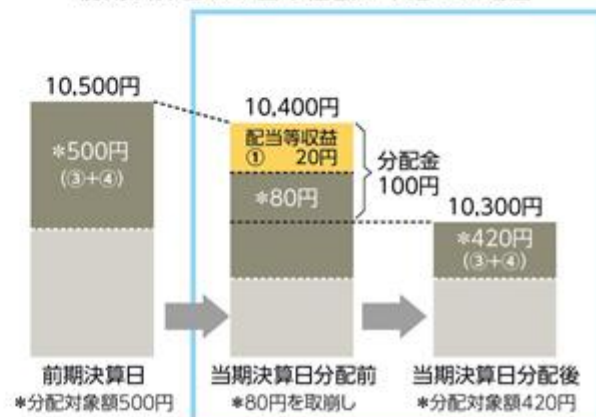 10,500円
10,400円
配当等収益
① 20円
分配金
100円
*500円
(③+④)
*80円
10,300円
*420円
(③+④)
前期決算日
当期決算日分配前
当期決算日分配後
*分配対象額500円
*80円を取崩し
*分配対象額420円